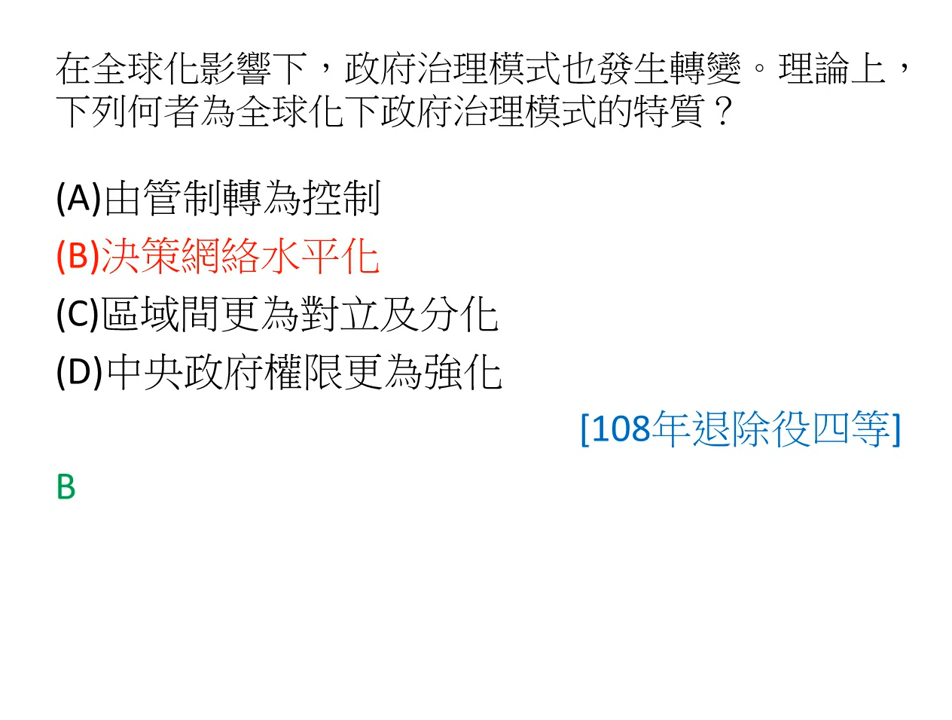 在全球化影響下，政府治理模式也發生轉變。理論上，
下列何者為全球化下政府治理模式的特質？
(A)由管制轉為控制
(B)決策網絡水平化
(C)區域間更為對立及分化
(D)中央政府權限更為強化
[108年退除役四等]
B